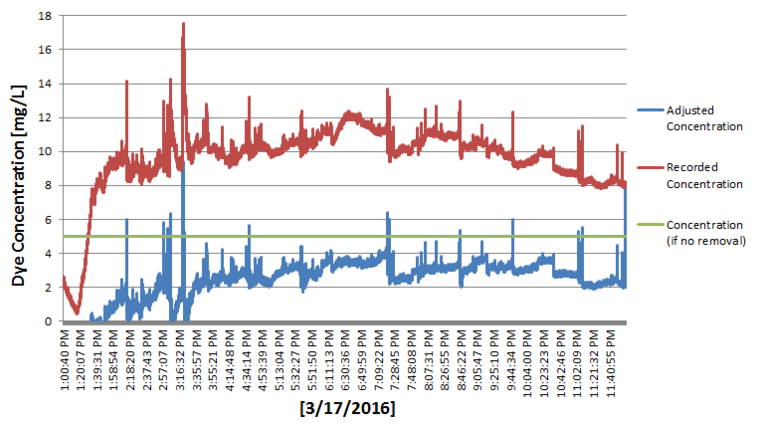 18
16
14
12
10
8
6
4
2
0
Dye Concentration [mg/L]
1:00:40 PM
1:20:07 PM
1:39:31 PM
1:58:54 PM
2:18:20 PM
2:37:43 PM
2:57:07 PM
3:16:32 PM
3:35:57 PM
3:55:21 PM
4:14:48 PM
4:34:14 PM
4:53:39 PM
5:13:04 PM
5:32:27 PM
5:51:50 PM
6:11:13 PM
6:30:36 PM
6:49:59 PM
7:09:22 PM
7:28:45 PM
7:48:08 PM
8:07:31 PM
8:26:55 PM
8:46:22 PM
9:05:47 PM
9:25:10 PM
9:44:34 PM
10:04:00 PM
10:23:23 PM
10:42:46 PM
11:02:09 PM
11:21:32 PM
11:40:55 PM
[3/17/2016]
Adjusted
Concentration
Recorded
Concentration
Concentration
(if no removal)